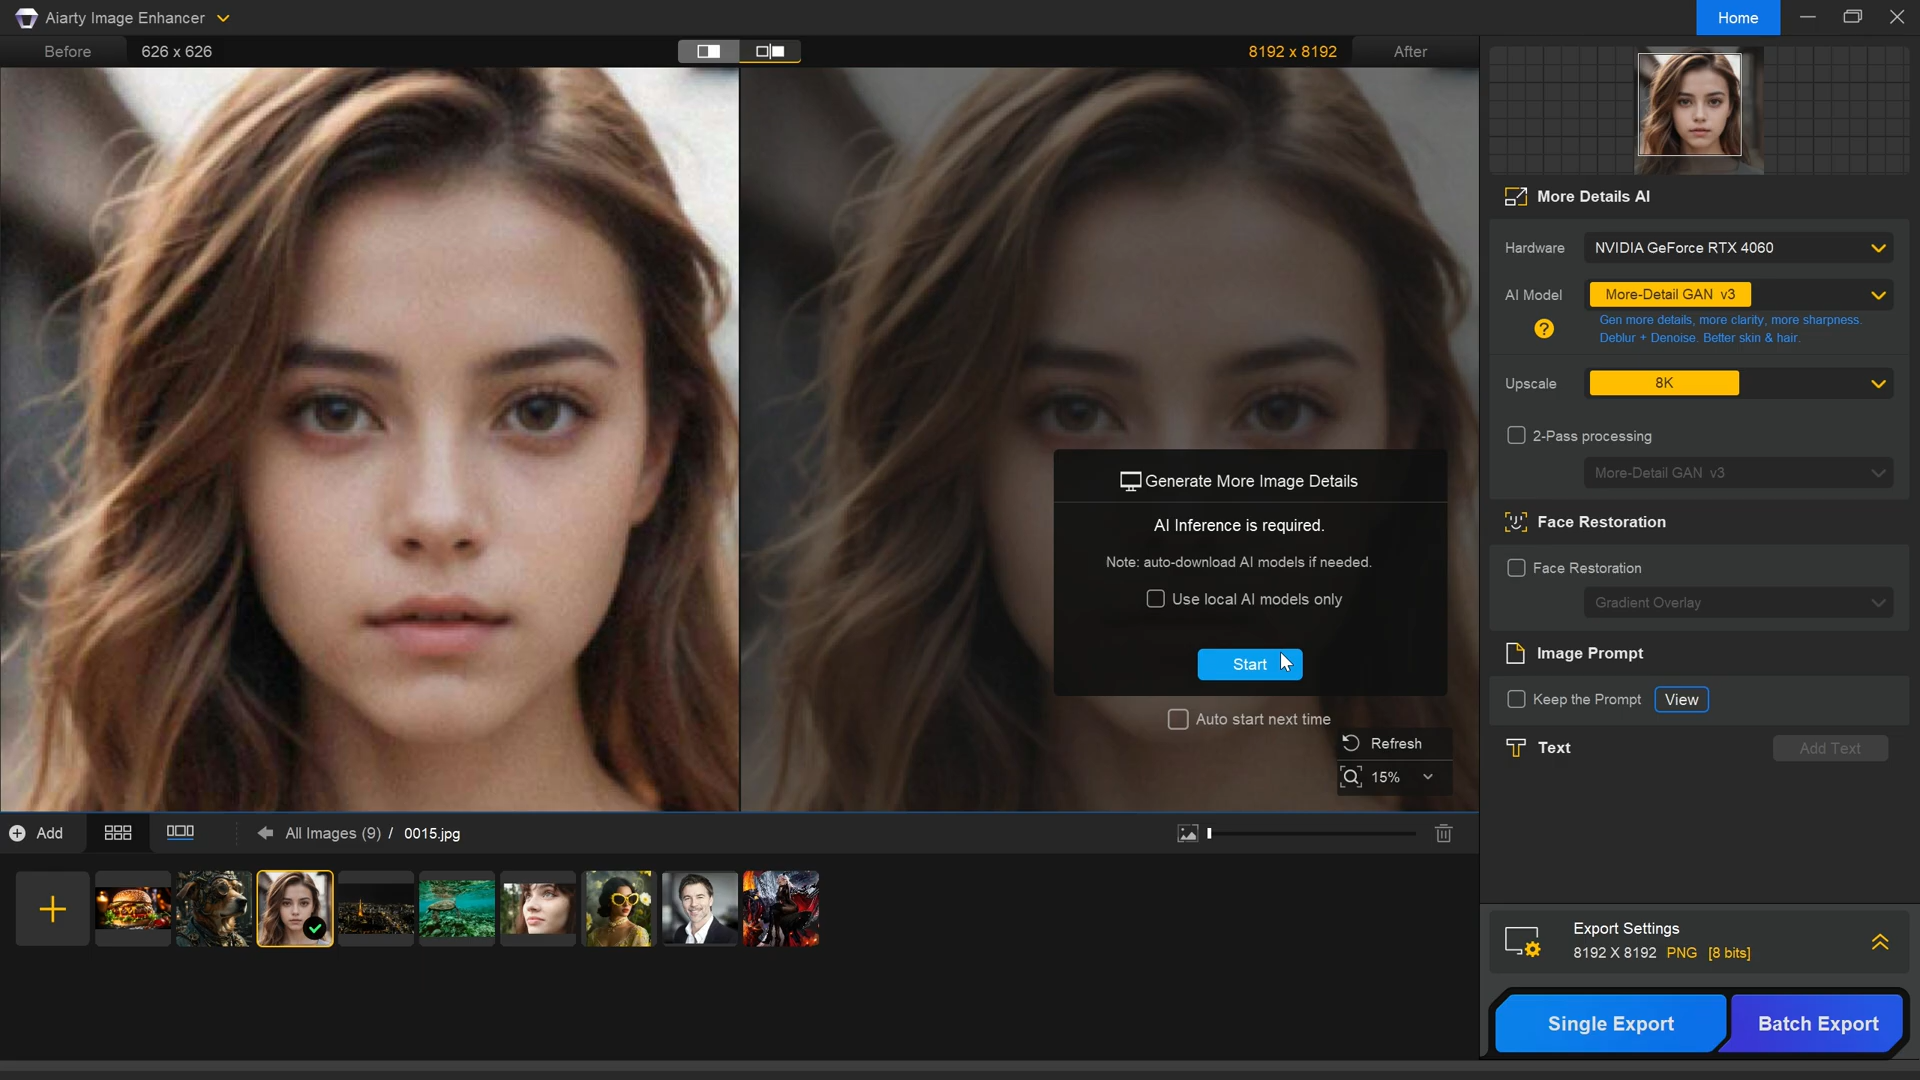 Aiarty Image Enhancer
Home
Before
626 x 626
8192 x 8192
After
More Details AI
Hardware
NVIDIA GeForce RTX 4060
AI Model
More-Detail GAN v3
?
Gen more details, more clarity, more sharpness.
Deblur + Denoise. Better skin & hair.
Upscale
8K
2-Pass processing
More-Detail GAN v3
Generate More Image Details
AI Inference is required.
Note: auto-download AI models if needed.
Use local AI models only
Start
Auto start next time
Refresh
15%
Face Restoration
Face Restoration
Gradient Overlay
Image Prompt
Keep the Prompt
View
Text
Add Text
Add
All Images (9) / 0015.jpg
Export Settings
8192 X 8192 PNG [8 bits]
Single Export
Batch Export